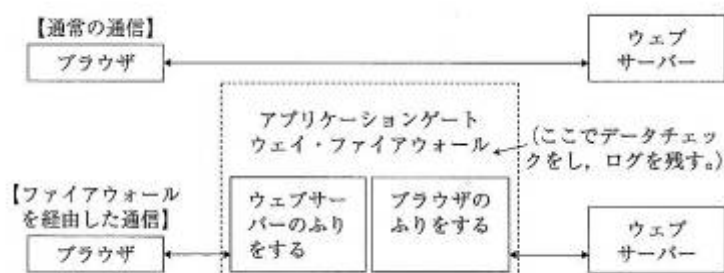 【通常の通信】
ブラウザ
ウェブ
サーバー
アプリケーションゲート
ウェイ・ファイアウォール
(ここでデータチェッ
クをし，ログを残す。)
【ファイアウォール
を経由した通信】
ブラウザ
ウェブサー
バーのふり
をする
ブラウザの
ふりをする
ウェブ
サーバー